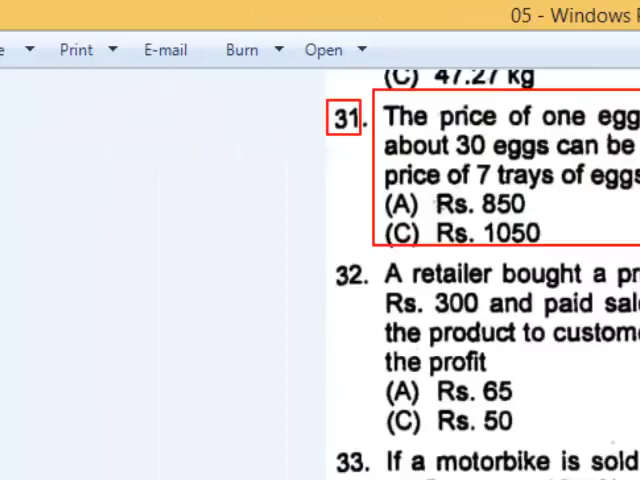 05 - Windows P
e Print E-mail Burn Open
(C) 47.27 kg
31. The price of one egg
about 30 eggs can be
price of 7 trays of eggs
(A) Rs. 850
(C) Rs. 1050
32. A retailer bought a pr
Rs. 300 and paid sal
the product to custome
the profit
(A) Rs. 65
(C) Rs. 50
33. If a motorbike is sold